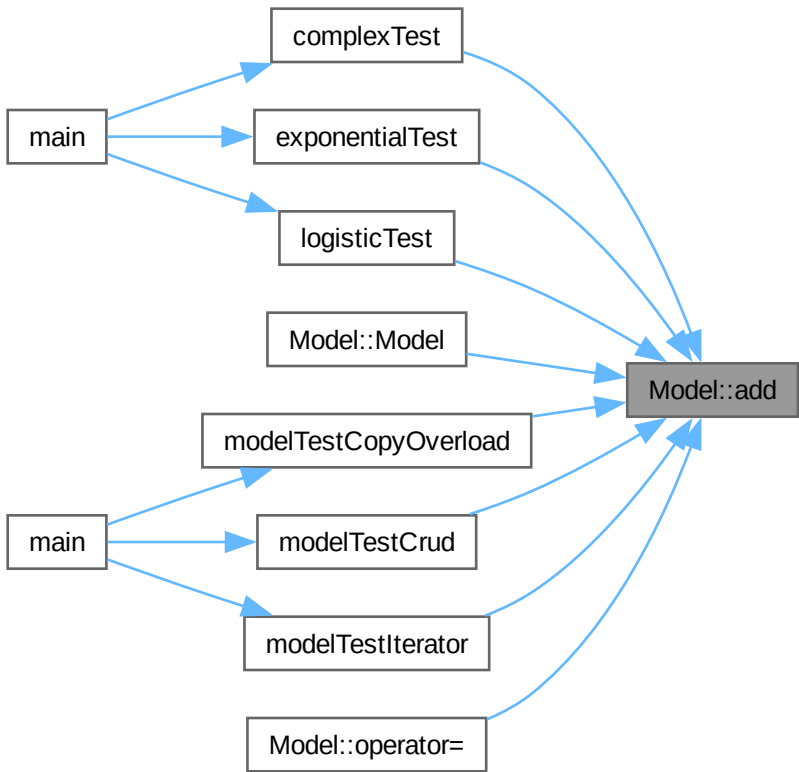 complexTest
main
exponentialTest
logisticTest
Model::Model
Model::add
modelTestCopyOverload
main
modelTestCrud
modelTestIterator
Model::operator=